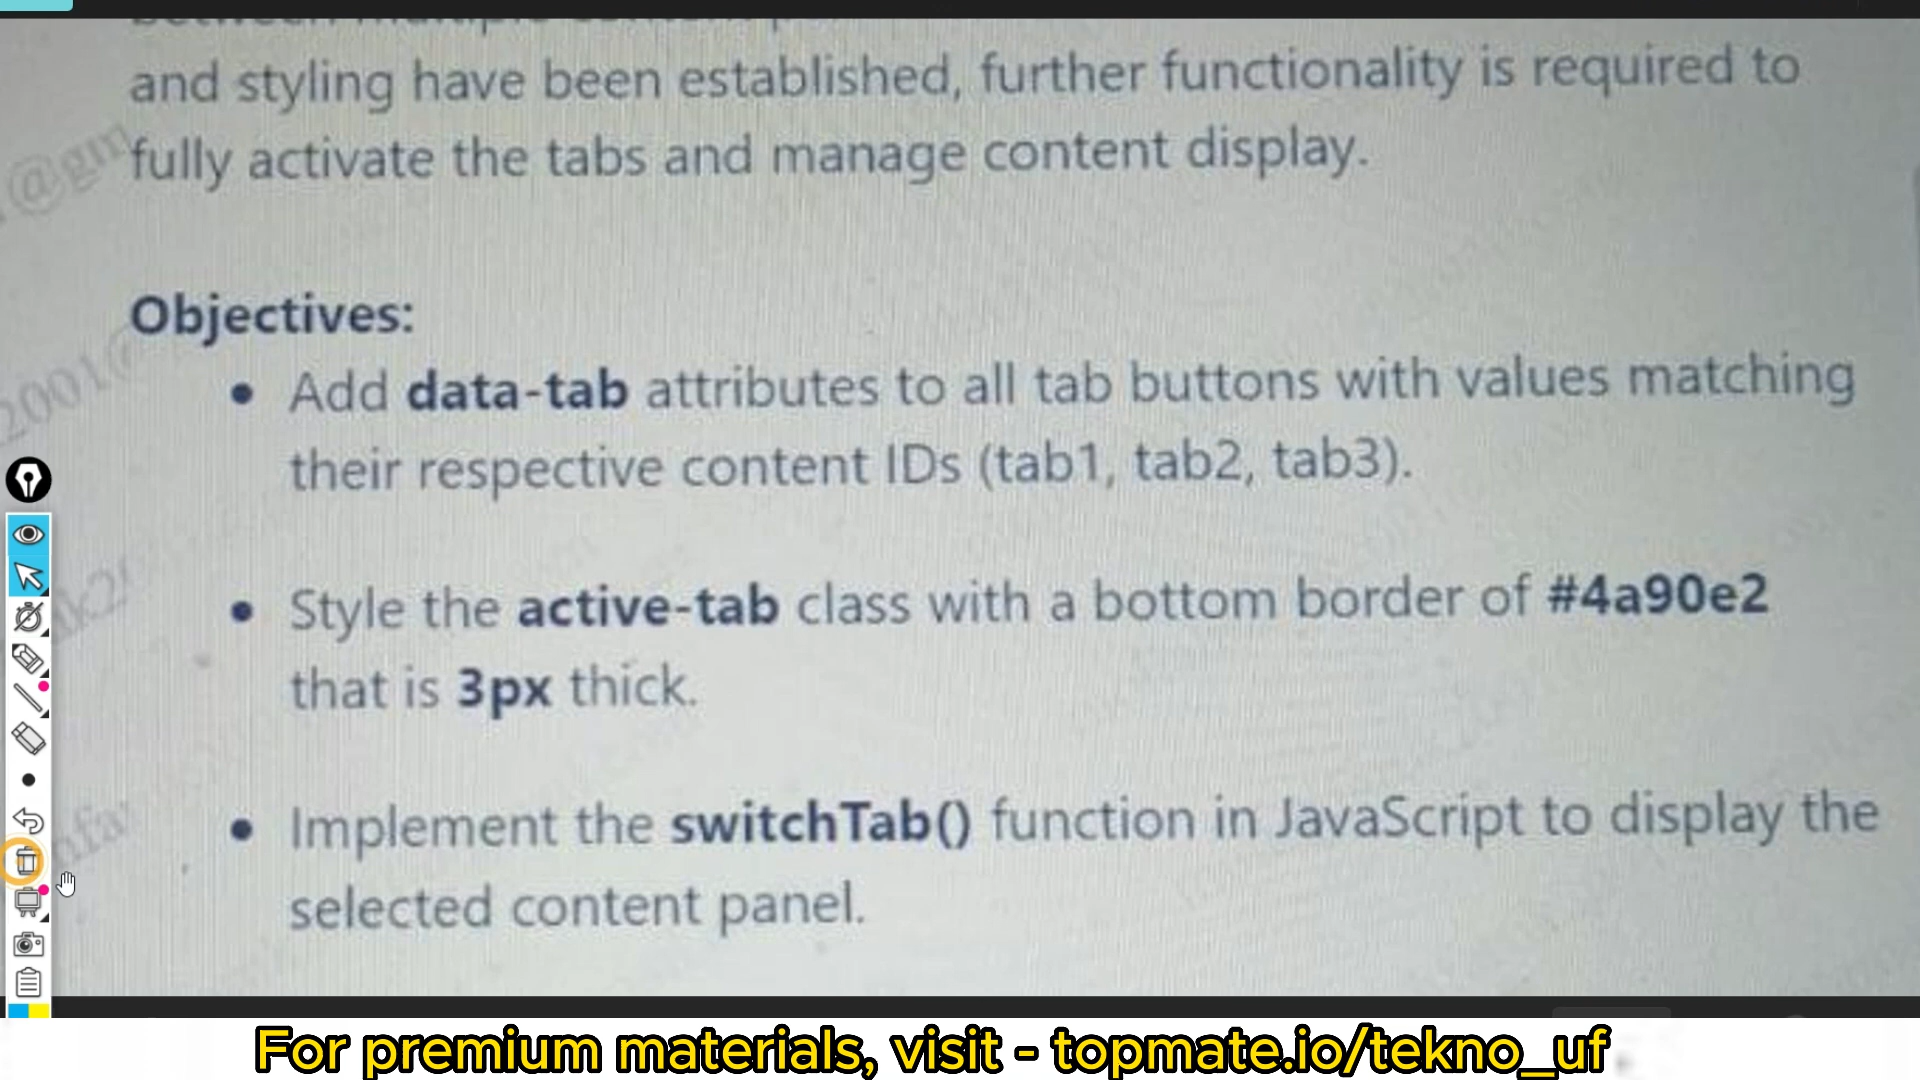 and styling have been established, further functionality is required to
fully activate the tabs and manage content display.
Objectives:
• Add data-tab attributes to all tab buttons with values matching
their respective content IDs (tab1, tab2, tab3).
• Style the active-tab class with a bottom border of #4a90e2
that is 3px thick.
• Implement the switchTab() function in JavaScript to display the
selected content panel.
@gm
2001@
For premium materials, visit - topmate.io/tekno_uf